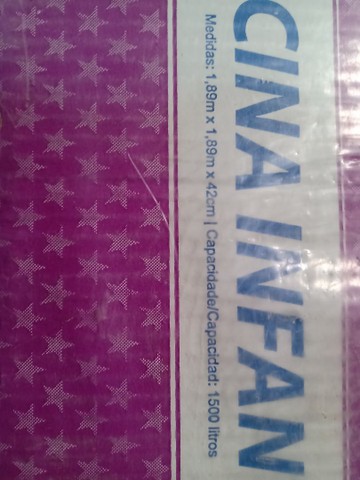 CINA INFAN
Medidas: 1,89m x 1,89m x 42cm | Capacidade/Capacidad: 1500 litros